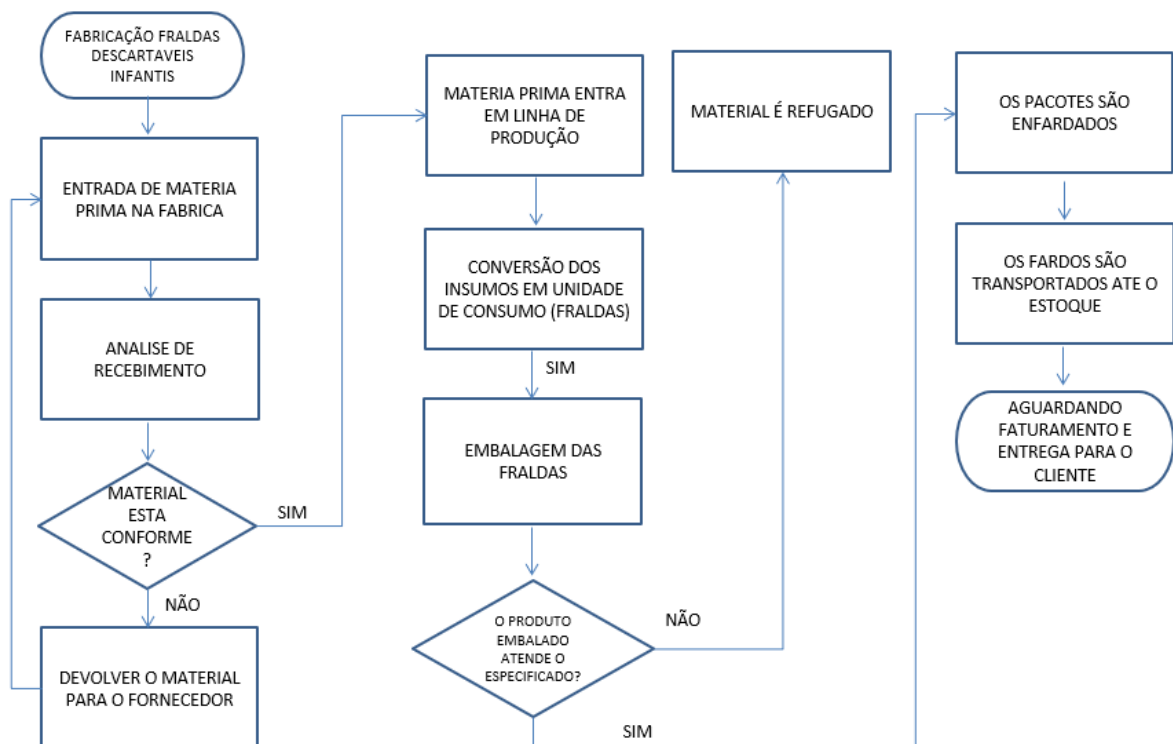 FABRICAÇÃO FRALDAS
DESCARTAVEIS
INFANTIS
ENTRADA DE MATERIA
PRIMA NA FABRICA
ANALISE DE
RECEBIMENTO
MATERIAL
ESTA
CONFORME
?
SIM
NÃO
DEVOLVER O MATERIAL
PARA O FORNECEDOR
MATERIA PRIMA ENTRA
EM LINHA DE
PRODUÇÃO
CONVERSÃO DOS
INSUMOS EM UNIDADE
DE CONSUMO (FRALDAS)
SIM
EMBALAGEM DAS
FRALDAS
O PRODUTO
EMBALADO
ATENDE O
ESPECIFICADO?
NÃO
SIM
MATERIAL É REFUGADO
OS PACOTES SÃO
ENFARDADOS
OS FARDOS SÃO
TRANSPORTADOS ATE O
ESTOQUE
AGUARDANDO
FATURAMENTO E
ENTREGA PARA O
CLIENTE